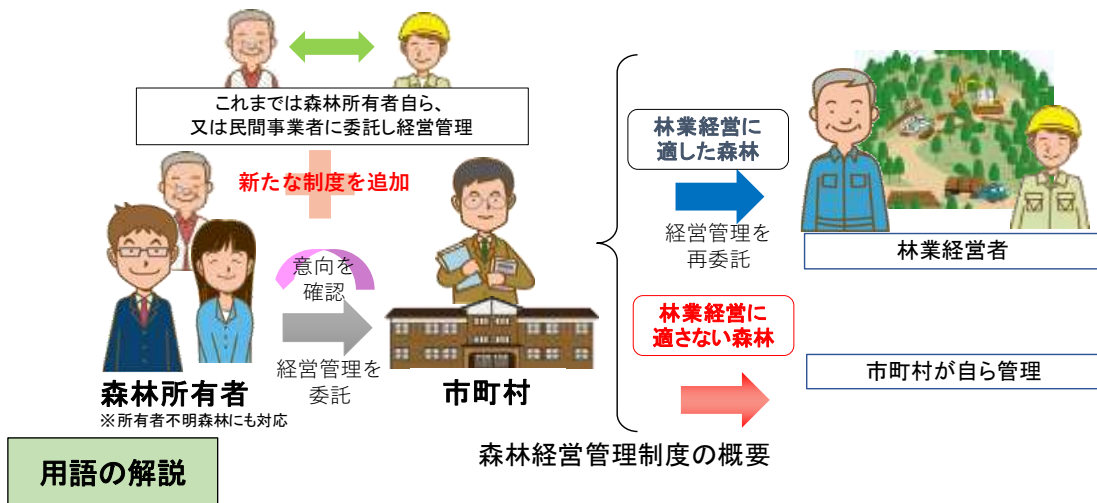 これまでは森林所有者自ら、
又は民間事業者に委託し経営管理
新たな制度を追加
意向を
確認
経営管理を
委託
森林所有者
※所有者不明森林にも対応
市町村
林業経営に
適した森林
経営管理を
再委託
林業経営者
林業経営に
適さない森林
市町村が自ら管理
森林経営管理制度の概要
用語の解説